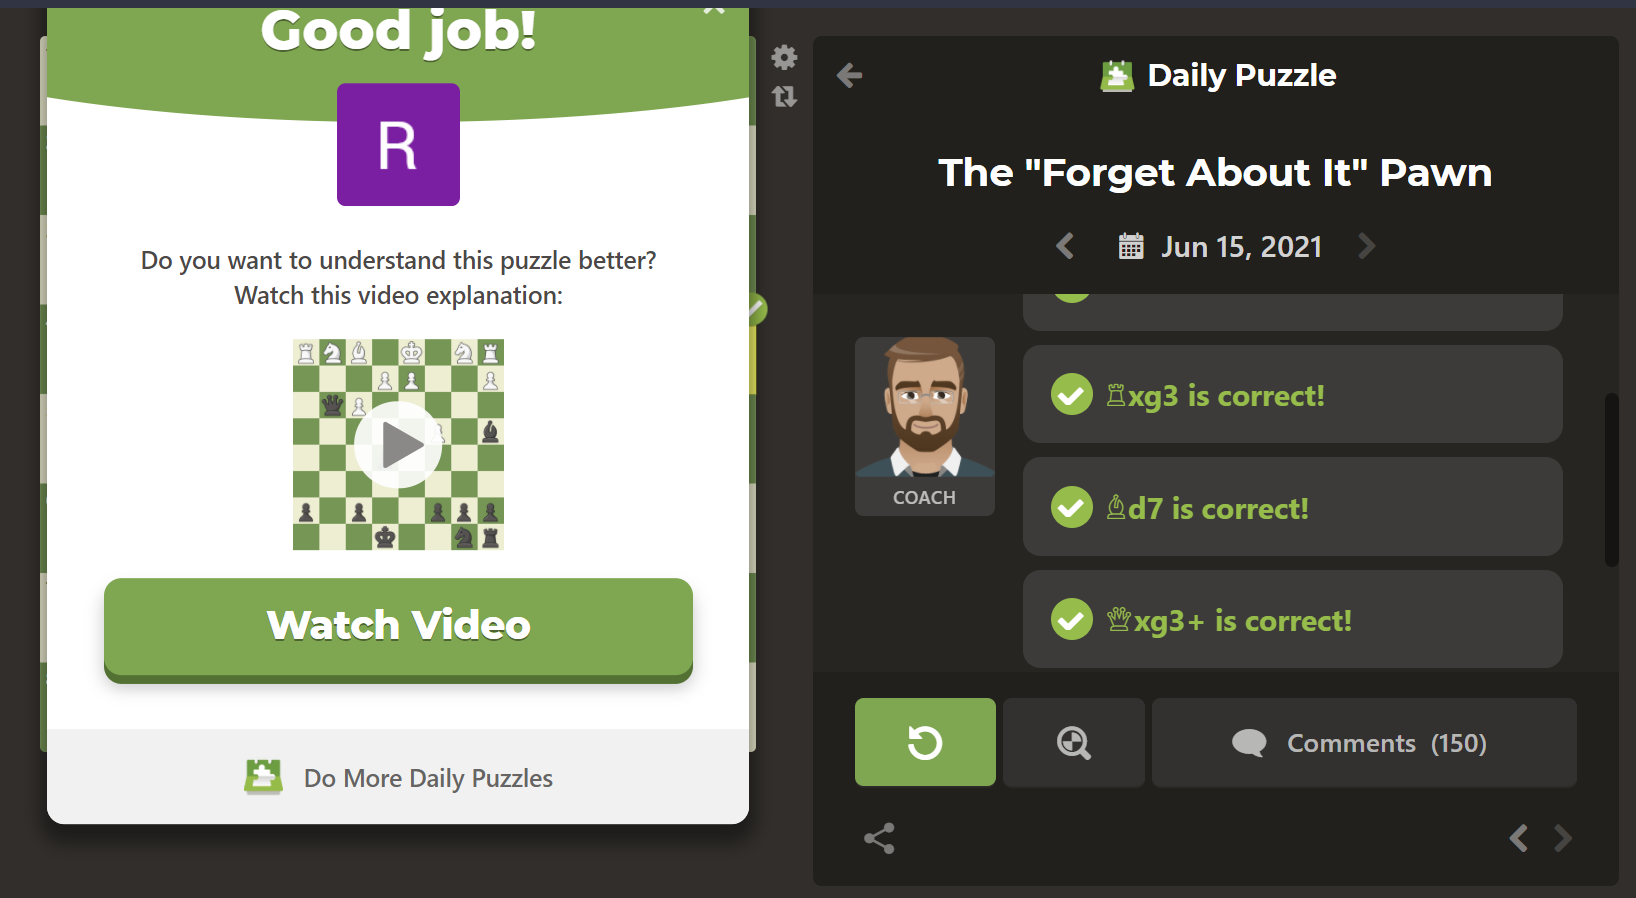 Good job!
R
Do you want to understand this puzzle better?
Watch this video explanation:
Watch Video
Do More Daily Puzzles
Daily Puzzle
The "Forget About It" Pawn
Jun 15, 2021
COACH
♖xg3 is correct!
♗d7 is correct!
♕xg3+ is correct!
Comments (150)